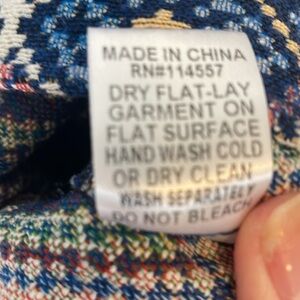 MADE IN CHINA
RN#114557
DRY FLAT-LAY
GARMENT ON
FLAT SURFACE
HAND WASH COLD
OR DRY CLEAN
WASH SEPARATELY
DO NOT BLEACH